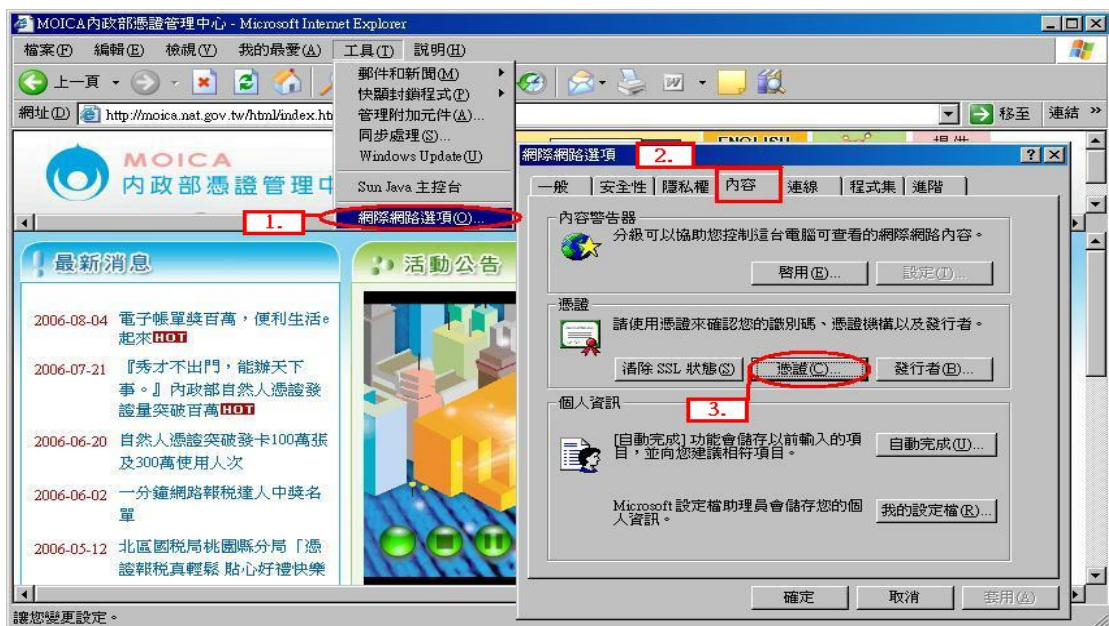 MOICA內政部憑證管理中心 - Microsoft Internet Explorer
檔案(F) 編輯(E) 檢視(V) 我的最愛(A) 工具(T) 說明(H)
上一頁
網址(D) http://moica.nat.gov.tw/html/index.ht
移至 連結 »
郵件和新聞(M)
快顯封鎖程式(P)
管理附加元件(A)...
同步處理(S)...
Windows Update(U)
Sun Java 主控台
網際網路選項(O)...
1.
MOICA
內政部憑證管理中
ENGLISH
最新消息
活動公告
2006-08-04 電子帳單獎百萬，便利生活e
起來HOT
2006-07-21 『秀才不出門，能辦天下
事。』內政部自然人憑證發
證量突破百萬HOT
2006-06-20 自然人憑證突破發卡100萬張
及300萬使用人次
2006-06-02 一分鐘網路報稅達人中獎名
單
2006-05-12 北區國稅局桃園縣分局「憑
證報稅真輕鬆 貼心好禮快樂
讓您變更設定。
網際網路選項
2.
一般 安全性 隱私權 內容 連線 程式集 進階
內容警告器
分級可以協助您控制這台電腦可查看的網際網路內容。
啓用(E)... 設定(T)...
憑證
請使用憑證來確認您的識別碼、憑證機構以及發行者。
清除 SSL 狀態(S) 憑證(C)... 發行者(B)...
3.
個人資訊
[自動完成] 功能會儲存以前輸入的項
目，並向您建議相符項目。
自動完成(U)...
Microsoft 設定檔助理員會儲存您的個
人資訊。
我的設定檔(R)...
確定 取消 套用(A)